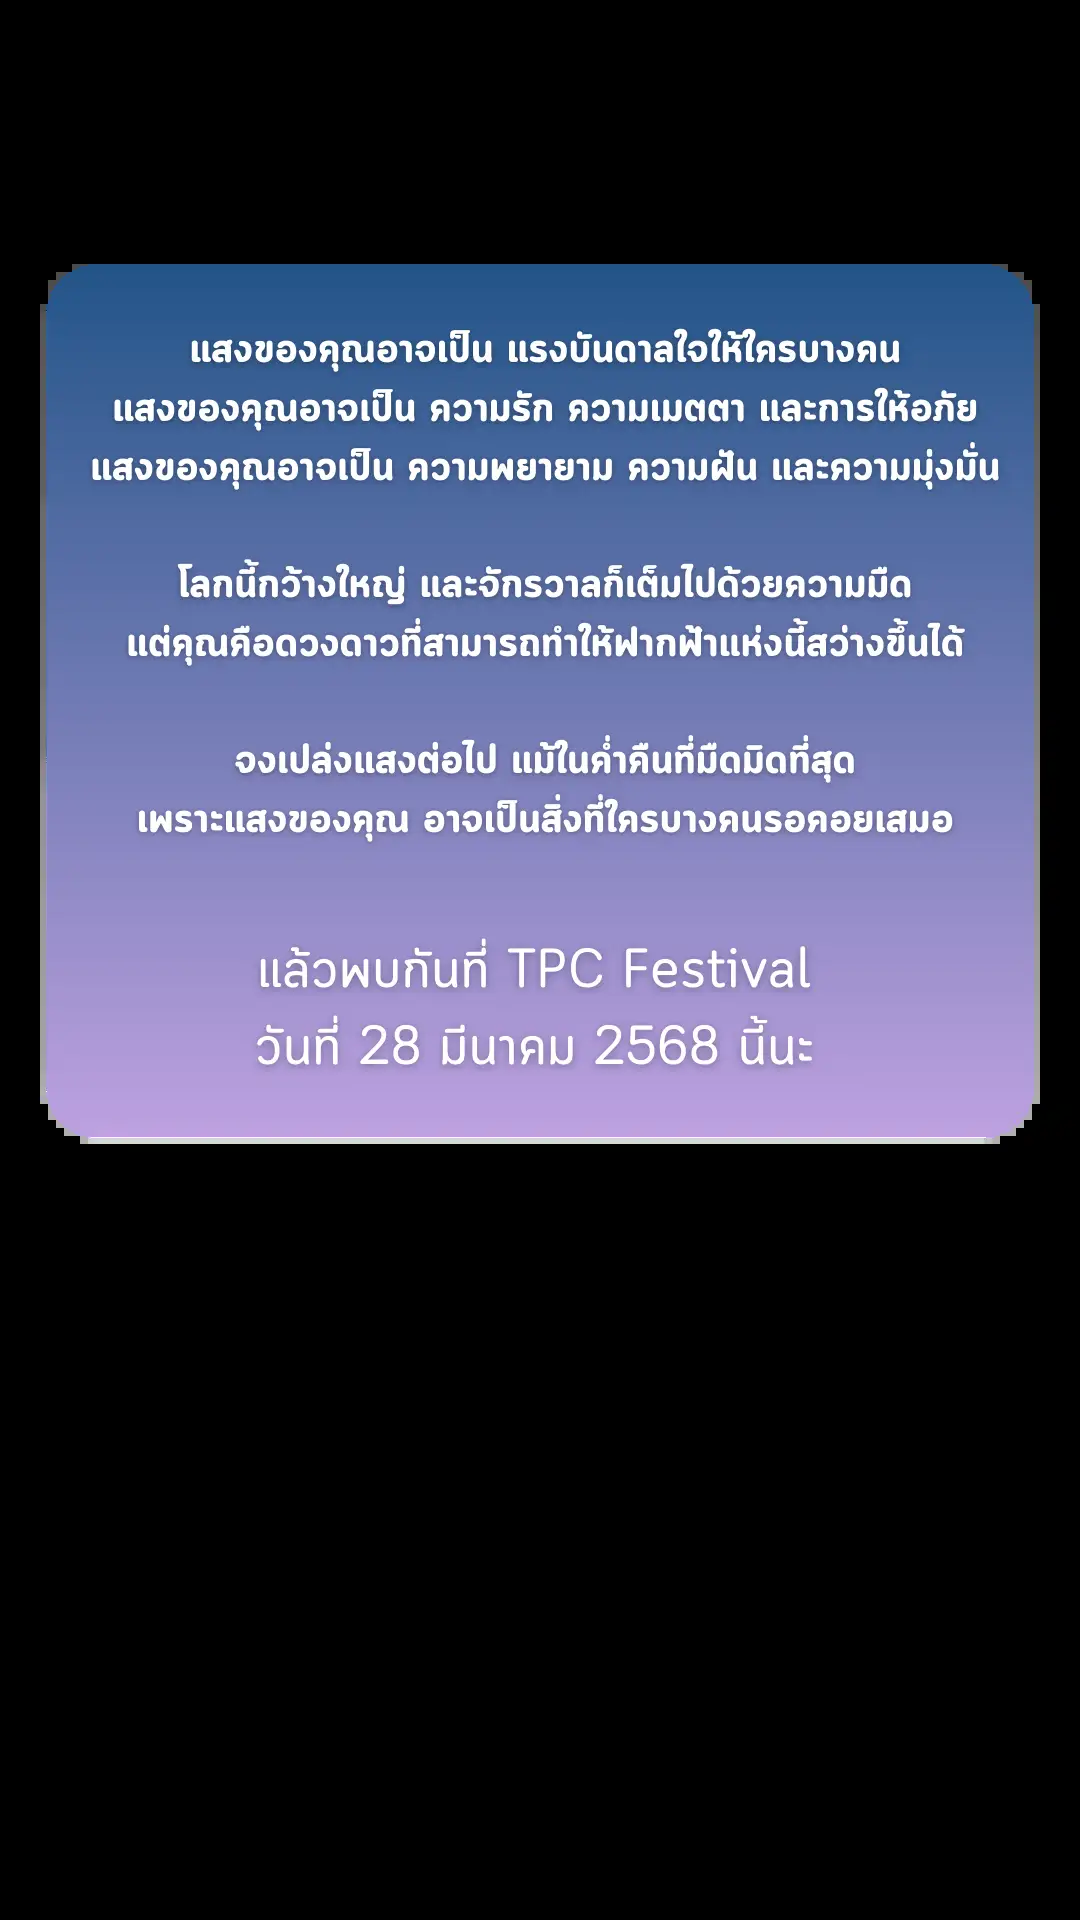 แสงของคุณอาจเป็น แรงบันดาลใจให้ใครบางคน
แสงของคุณอาจเป็น ความรัก ความเมตตา และการให้อภัย
แสงของคุณอาจเป็น ความพยายาม ความฝัน และความมุ่งมั่น
โลกนี้กว้างใหญ่ และจักรวาลก็เต็มไปด้วยความมืด
แต่คุณคือดวงดาวที่สามารถทำให้ฟากฟ้าแห่งนี้สว่างขึ้นได้
จงเปล่งแสงต่อไป แม้ในค่ำคืนที่มืดมิดที่สุด
เพราะแสงของคุณ อาจเป็นสิ่งที่ใครบางคนรอคอยเสมอ
แล้วพบกันที่ TPC Festival
วันที่ 28 มีนาคม 2568 นี้นะ